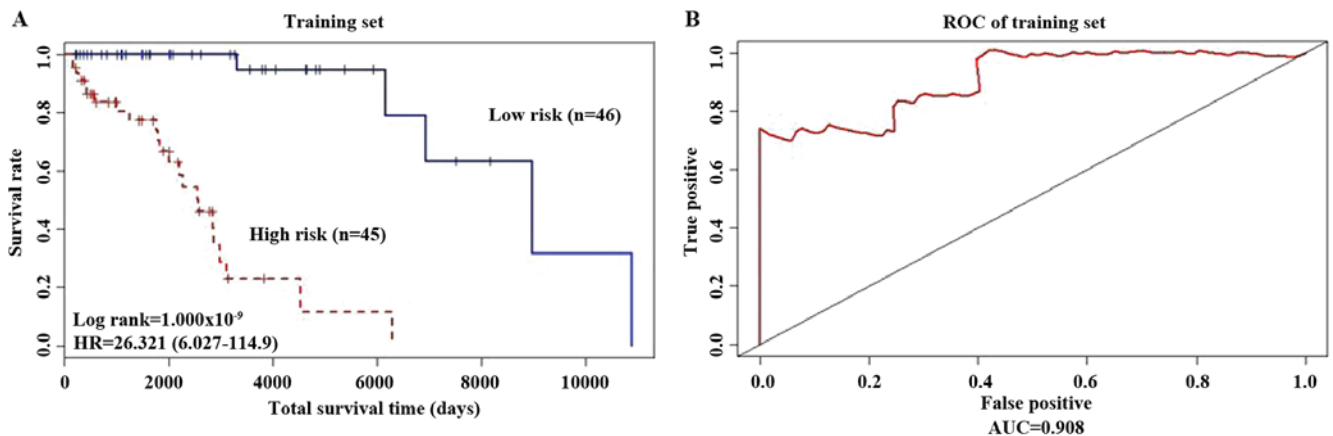 A
Training set
1.0
0.8
0.6
0.4
0.2
0.0
Survival rate
Low risk (n=46)
High risk (n=45)
Log rank=1.000x10⁻⁹
HR=26.321 (6.027-114.9)
0 2000 4000 6000 8000 10000
Total survival time (days)
B
ROC of training set
1.0
0.8
0.6
0.4
0.2
0.0
True positive
0.0 0.2 0.4 0.6 0.8 1.0
False positive
AUC=0.908